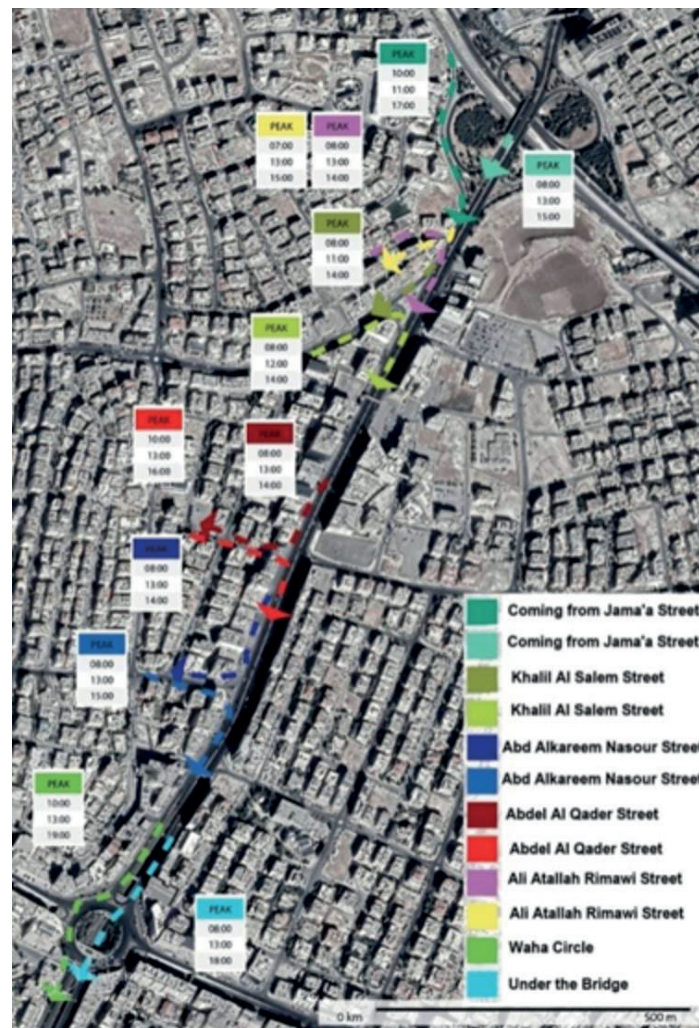 PEAK
10:00
11:00
17:00
PEAK
07:00
13:00
15:00
PEAK
08:00
13:00
14:00
PEAK
08:00
13:00
15:00
PEAK
08:00
11:00
14:00
PEAK
08:00
12:00
14:00
PEAK
10:00
13:00
16:00
PEAK
08:00
13:00
14:00
PEAK
08:00
13:00
14:00
PEAK
08:00
13:00
15:00
PEAK
10:00
13:00
19:00
PEAK
08:00
13:00
18:00
Coming from Jama'a Street
Coming from Jama'a Street
Khalil Al Salem Street
Khalil Al Salem Street
Abd Alkareem Nasour Street
Abd Alkareem Nasour Street
Abdel Al Qader Street
Abdel Al Qader Street
Ali Atallah Rimawi Street
Ali Atallah Rimawi Street
Waha Circle
Under the Bridge
0 km 500 m